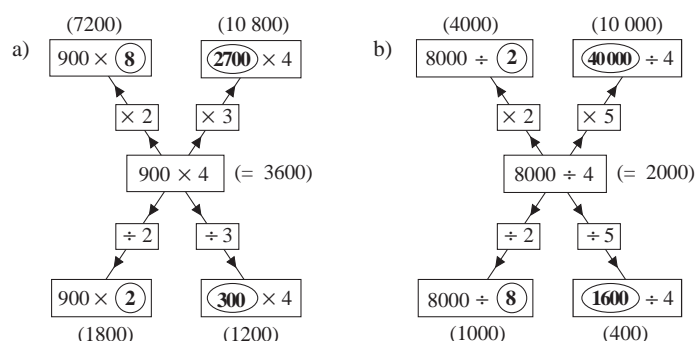 (7200) (10 800) (4000) (10 000)
a) 900 × 8 2700 × 4 b) 8000 ÷ 2 40 000 ÷ 4
× 2 × 3 × 2 × 5
900 × 4 (= 3600) 8000 ÷ 4 (= 2000)
÷ 2 ÷ 3 ÷ 2 ÷ 5
900 × 2 300 × 4 8000 ÷ 8 1600 ÷ 4
(1800) (1200) (1000) (400)